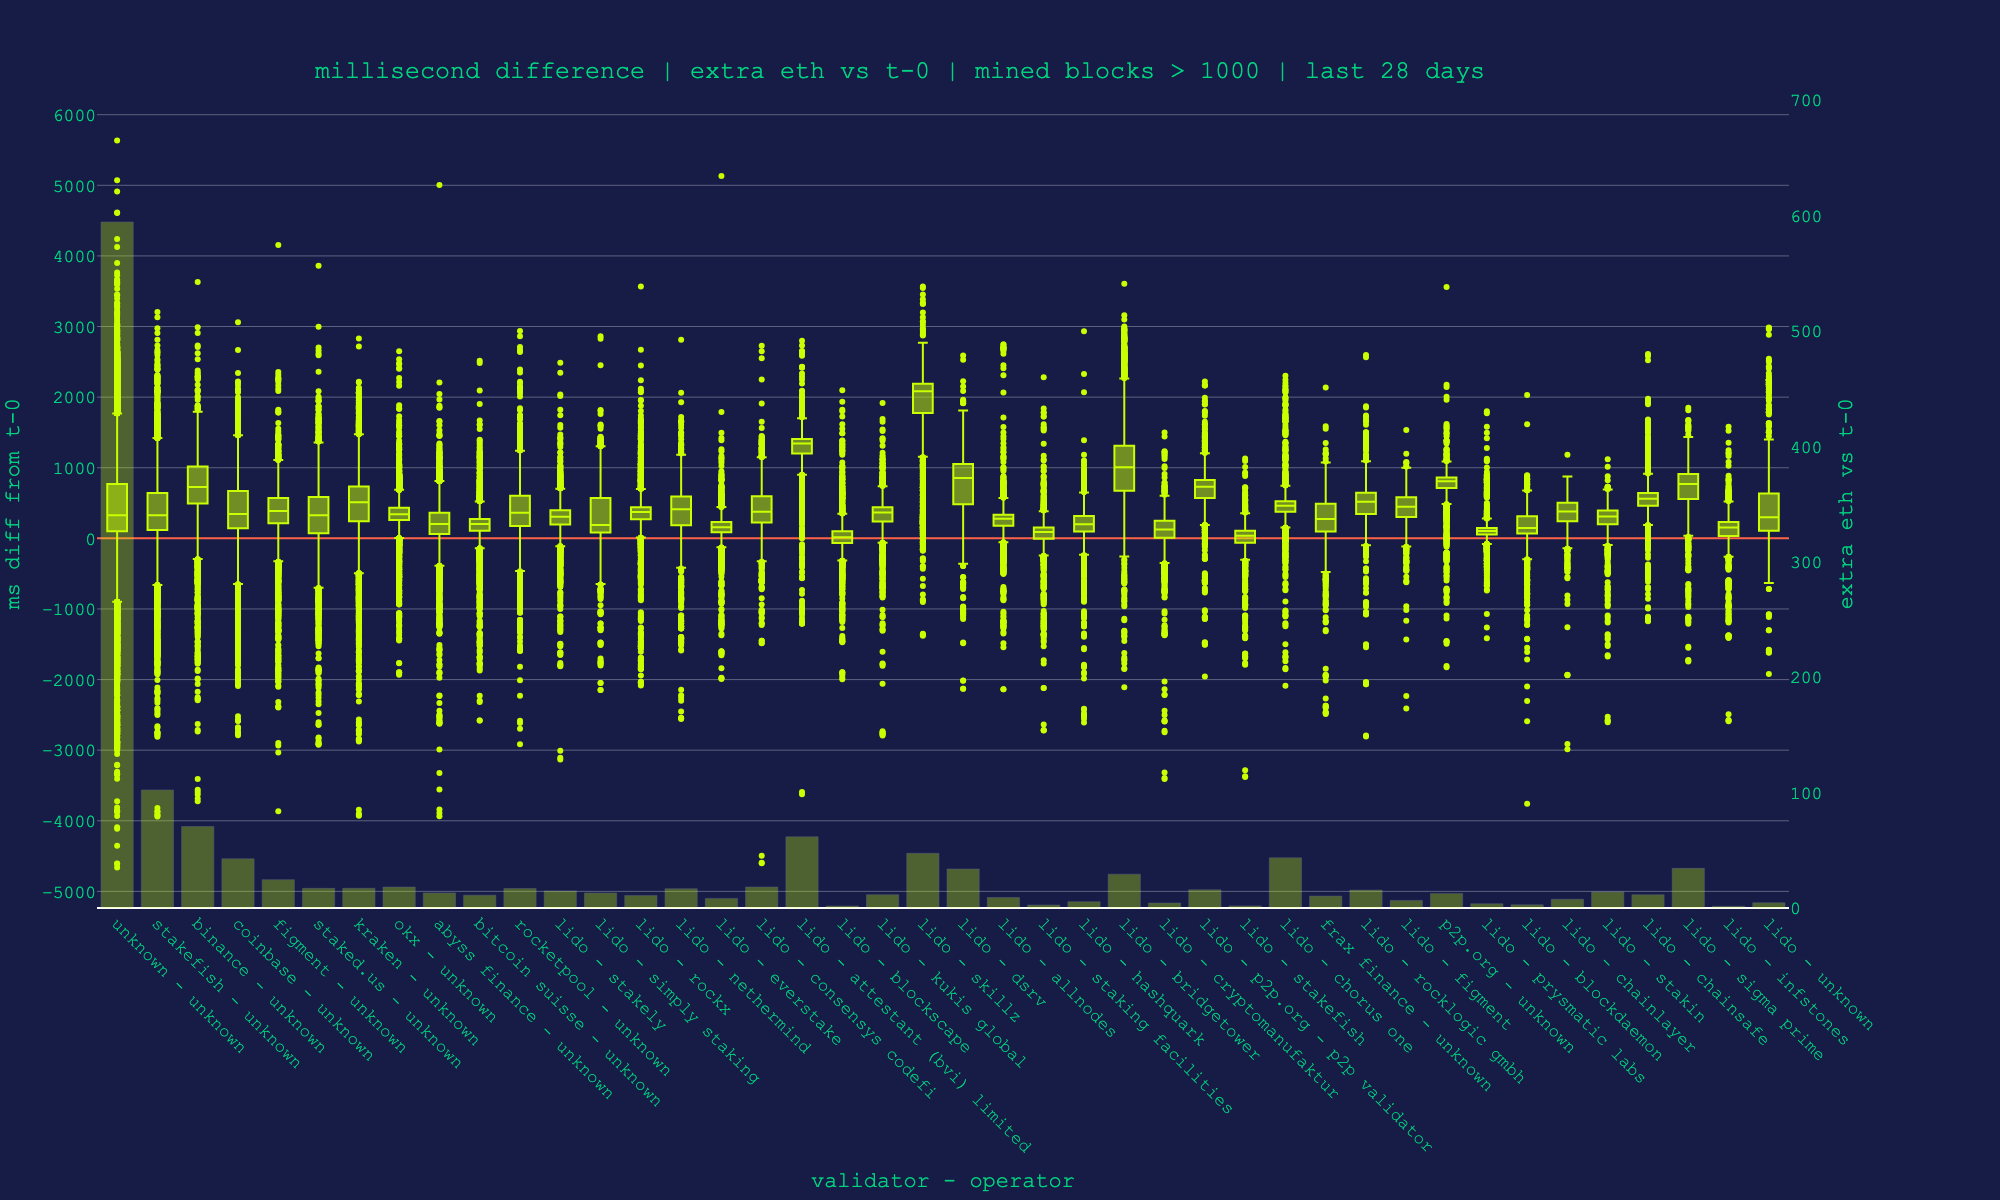 millisecond difference | extra eth vs t-0 | mined blocks > 1000 | last 28 days
ms diff from t-0
6000
5000
4000
3000
2000
1000
0
−1000
−2000
−3000
−4000
−5000
700
600
500
400
300
200
100
0
extra eth vs t-0
unknown - unknown
stakefish - unknown
binance - unknown
coinbase - unknown
figment - unknown
staked.us - unknown
kraken - unknown
okx - unknown
abyss finance - unknown
bitcoin suisse - unknown
rocketpool - unknown
lido - stakely
lido - simply staking
lido - rockx
lido - nethermind
lido - everstake
lido - consensys codefi
lido - attestant (bvi) limited
lido - blockscape
lido - kukis global
lido - skillz
lido - dsrv
lido - allnodes
lido - staking facilities
lido - hashquark
lido - bridgetower
lido - cryptomanufaktur
lido - p2p.org - p2p validator
lido - stakefish
lido - chorus one
frax finance - unknown
lido - rocklogic gmbh
lido - figment
p2p.org - unknown
lido - prysmatic labs
lido - blockdaemon
lido - chainlayer
lido - stakin
lido - chainsafe
lido - sigma prime
lido - infstones
lido - unknown
validator - operator